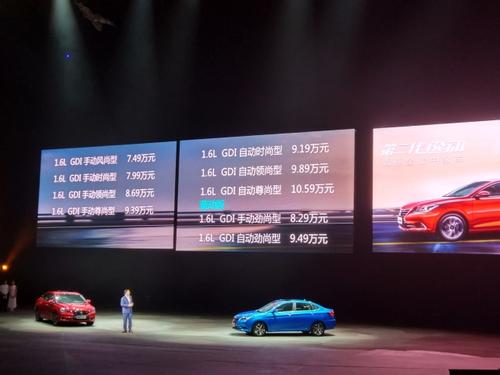 1.6L GDI 手动风尚型 7.49万元
1.6L GDI 手动时尚型 7.99万元
1.6L GDI 手动领尚型 8.69万元
1.6L GDI 手动尊尚型 9.39万元
1.6L GDI 自动时尚型 9.19万元
1.6L GDI 自动领尚型 9.89万元
1.6L GDI 自动尊尚型 10.59万元
1.6L GDI 手动劲尚型 8.29万元
1.6L GDI 自动劲尚型 9.49万元
第二代逸动